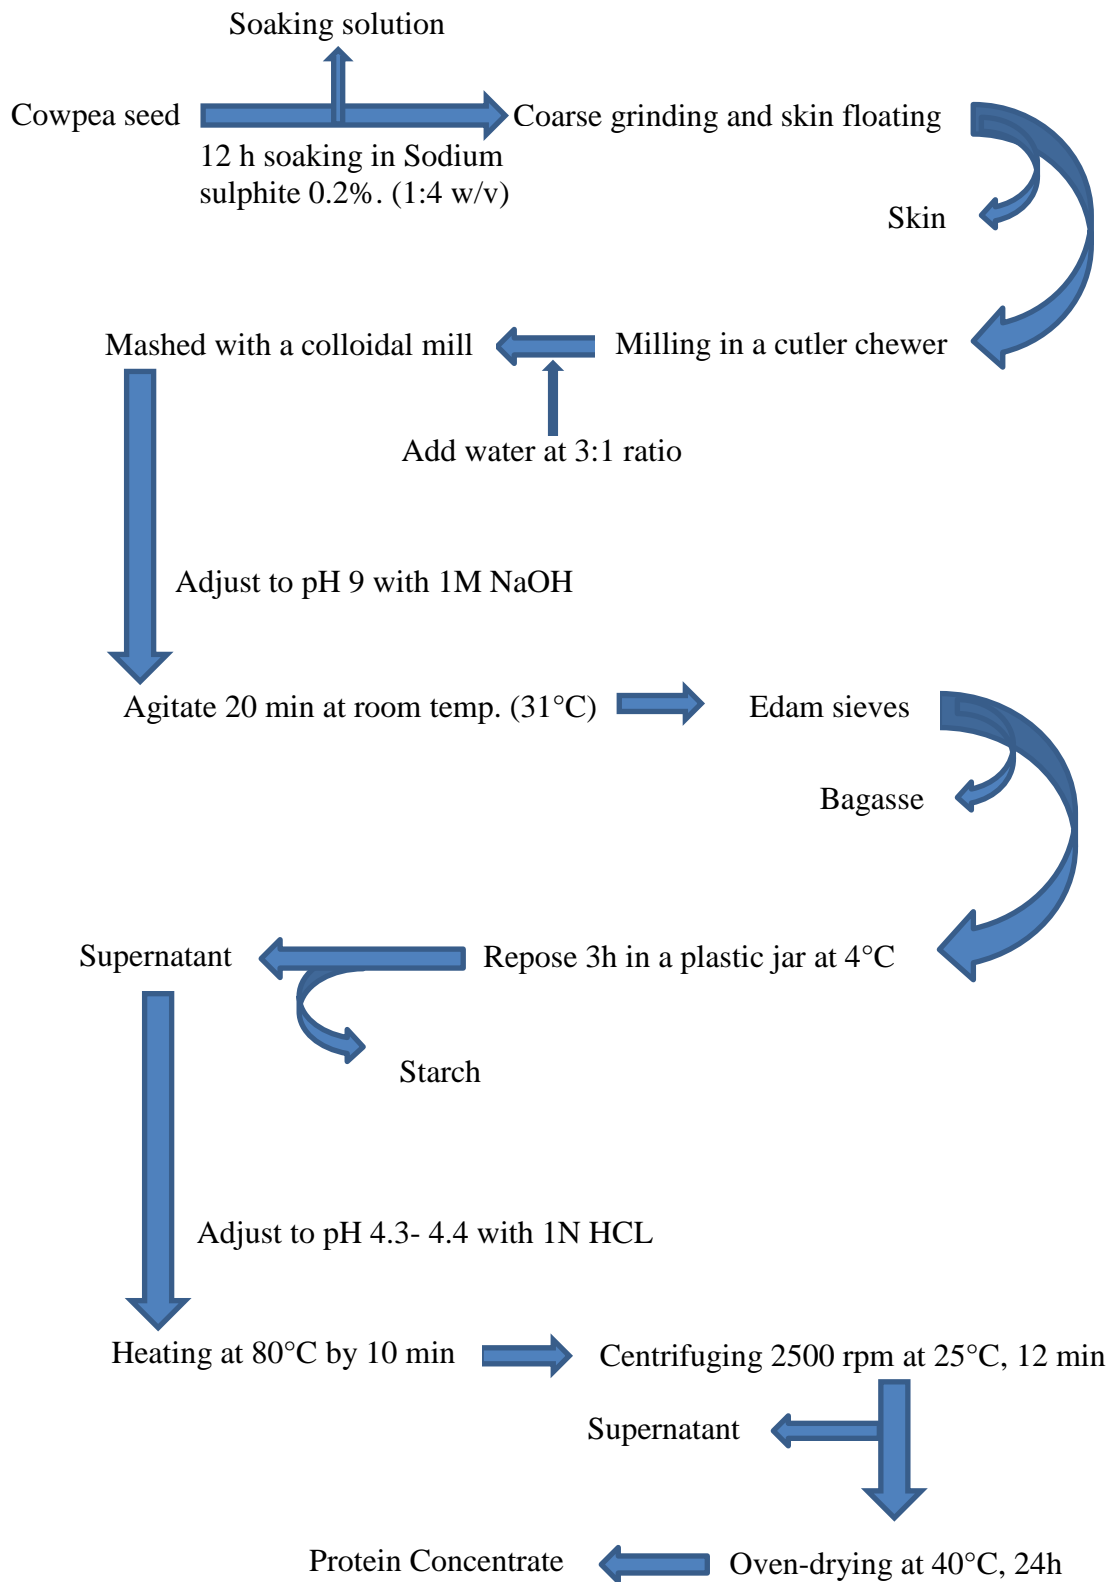 Soaking solution
Cowpea seed
Coarse grinding and skin floating
12 h soaking in Sodium
sulphite 0.2%. (1:4 w/v)
Skin
Milling in a cutler chewer
Mashed with a colloidal mill
Add water at 3:1 ratio
Adjust to pH 9 with 1M NaOH
Agitate 20 min at room temp. (31°C)
Edam sieves
Bagasse
Repose 3h in a plastic jar at 4°C
Supernatant
Starch
Adjust to pH 4.3- 4.4 with 1N HCL
Heating at 80°C by 10 min
Centrifuging 2500 rpm at 25°C, 12 min
Supernatant
Oven-drying at 40°C, 24h
Protein Concentrate